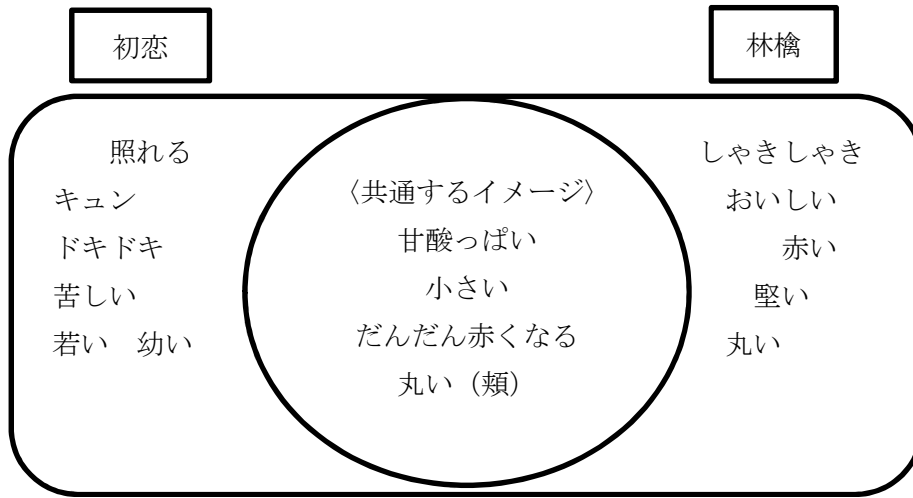 初恋
林檎
照れる
キュン
ドキドキ
苦しい
若い 幼い
〈共通するイメージ〉
甘酸っぱい
小さい
だんだん赤くなる
丸い（頬）
しゃきしゃき
おいしい
赤い
堅い
丸い